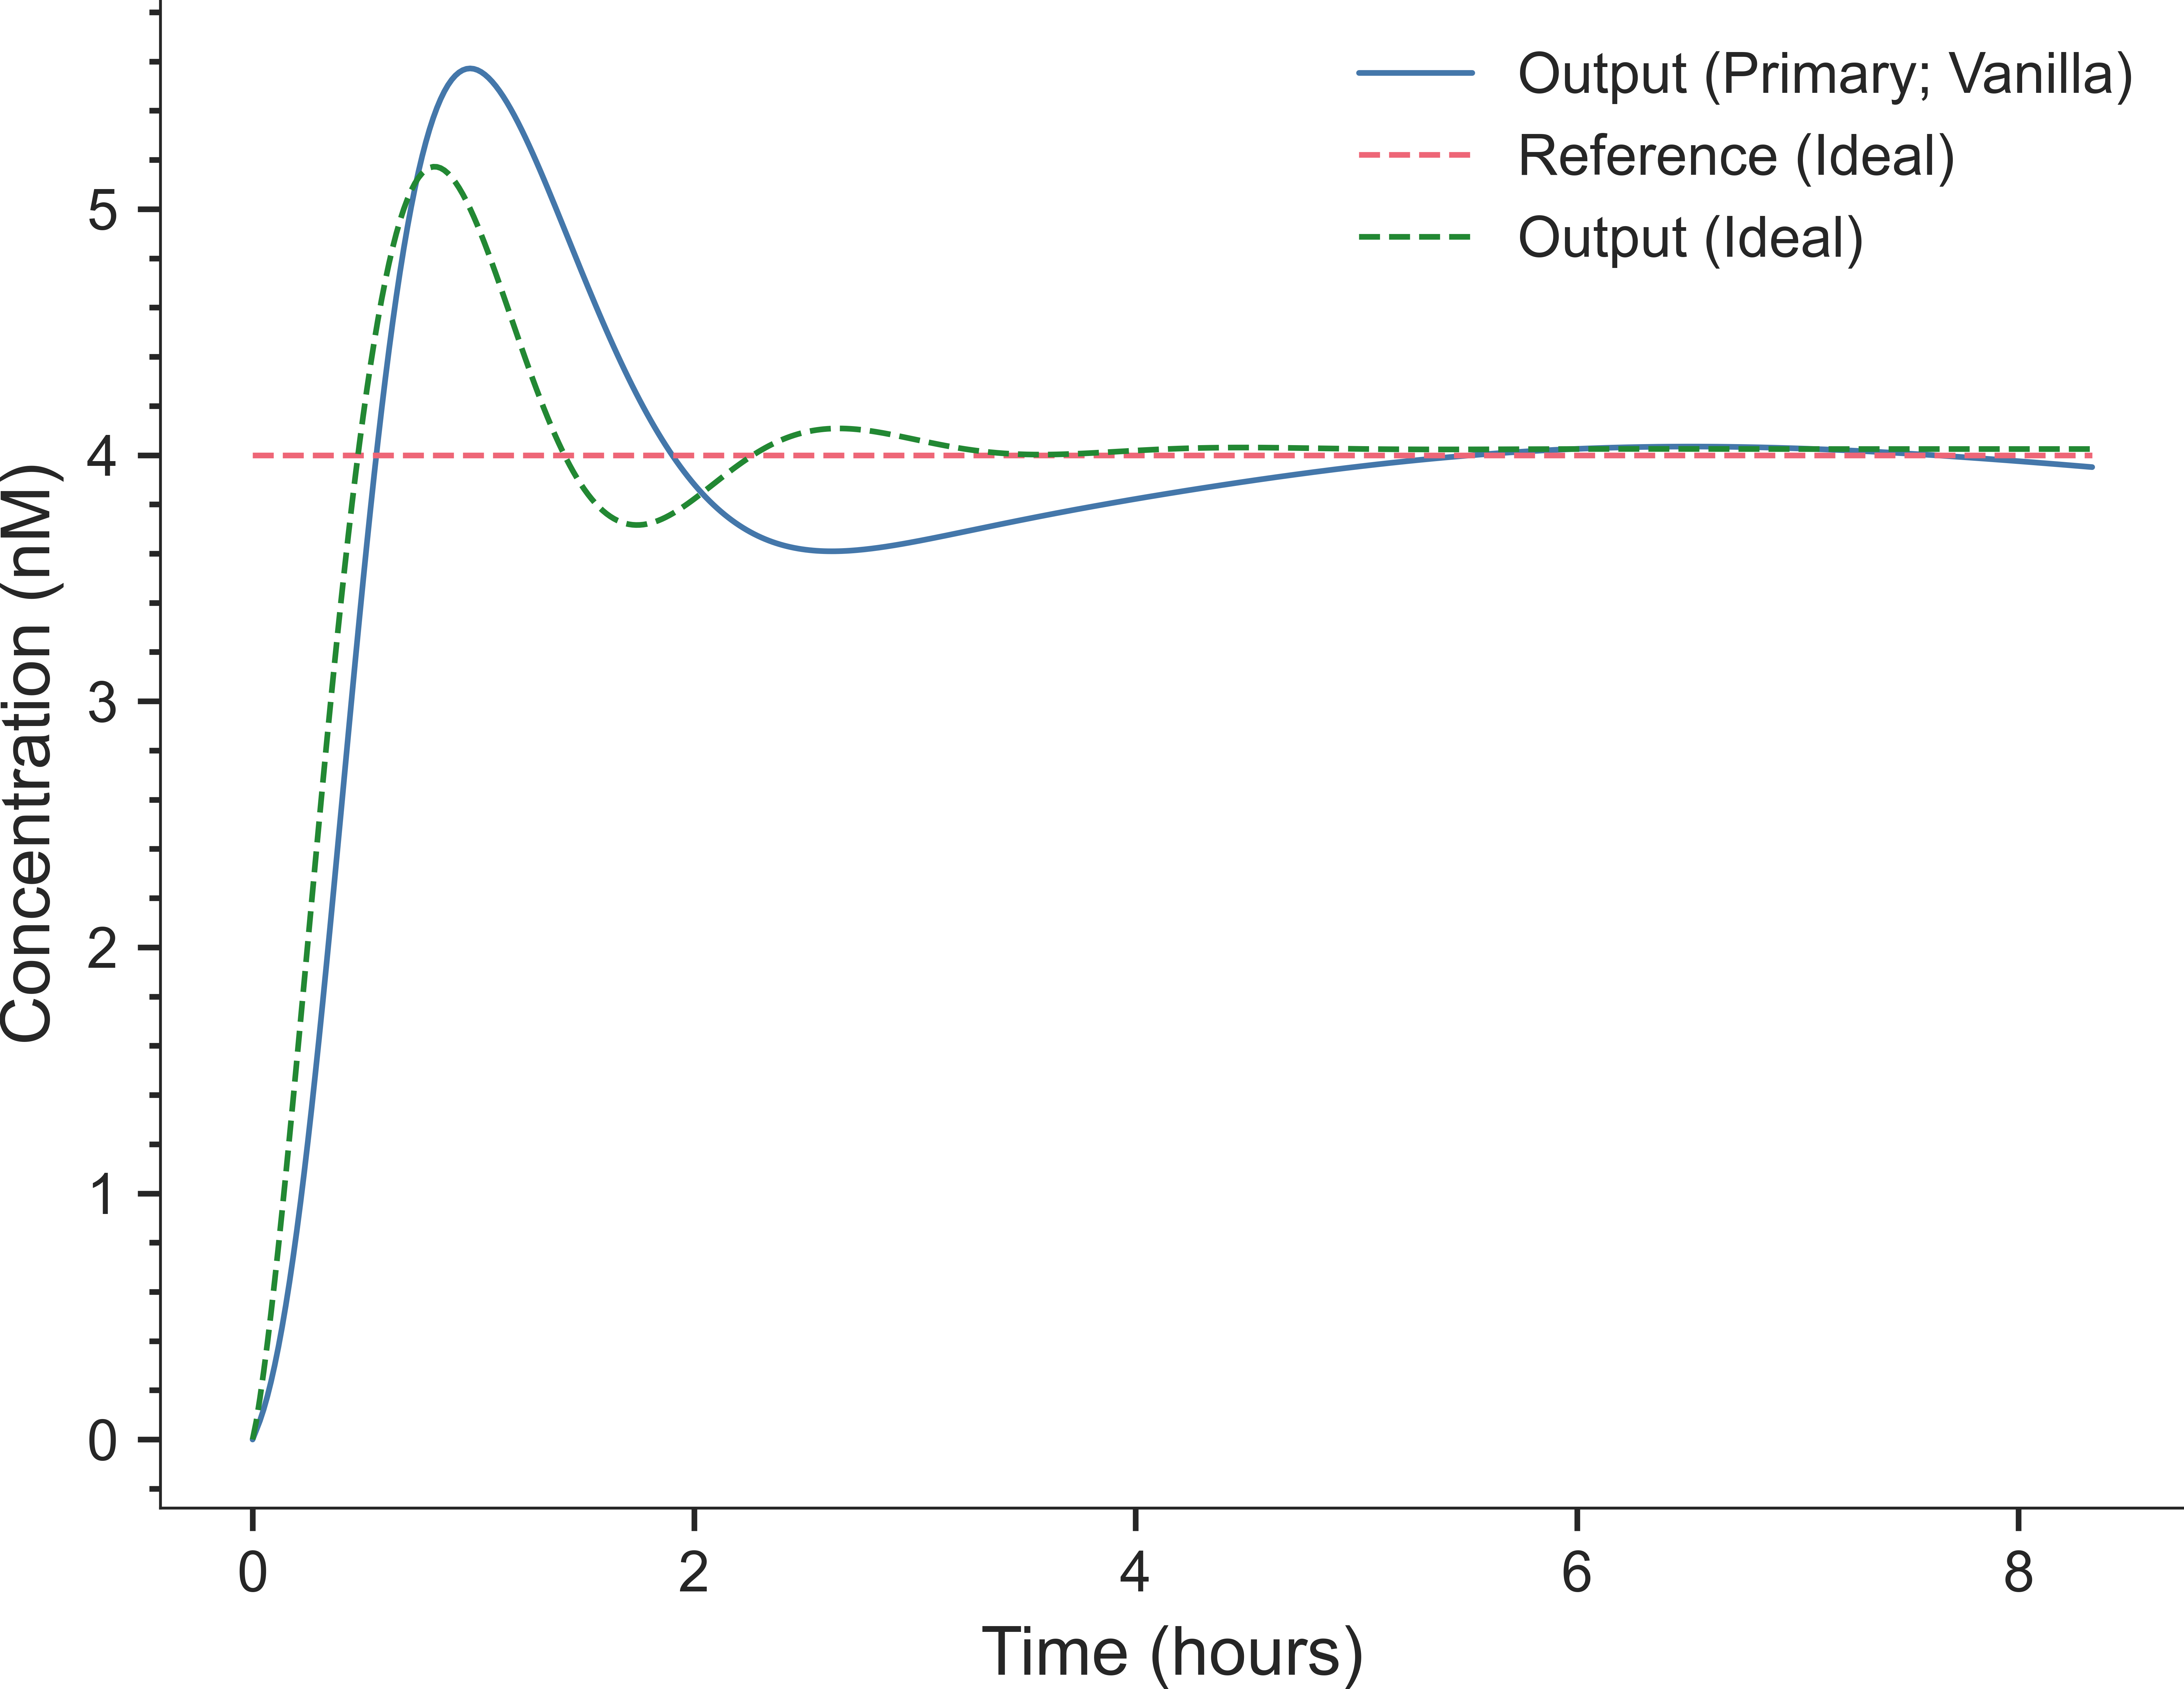 Output (Primary; Vanilla)
Reference (Ideal)
Output (Ideal)
Concentration (nM)
5
4
3
2
1
0
0 2 4 6 8
Time (hours)